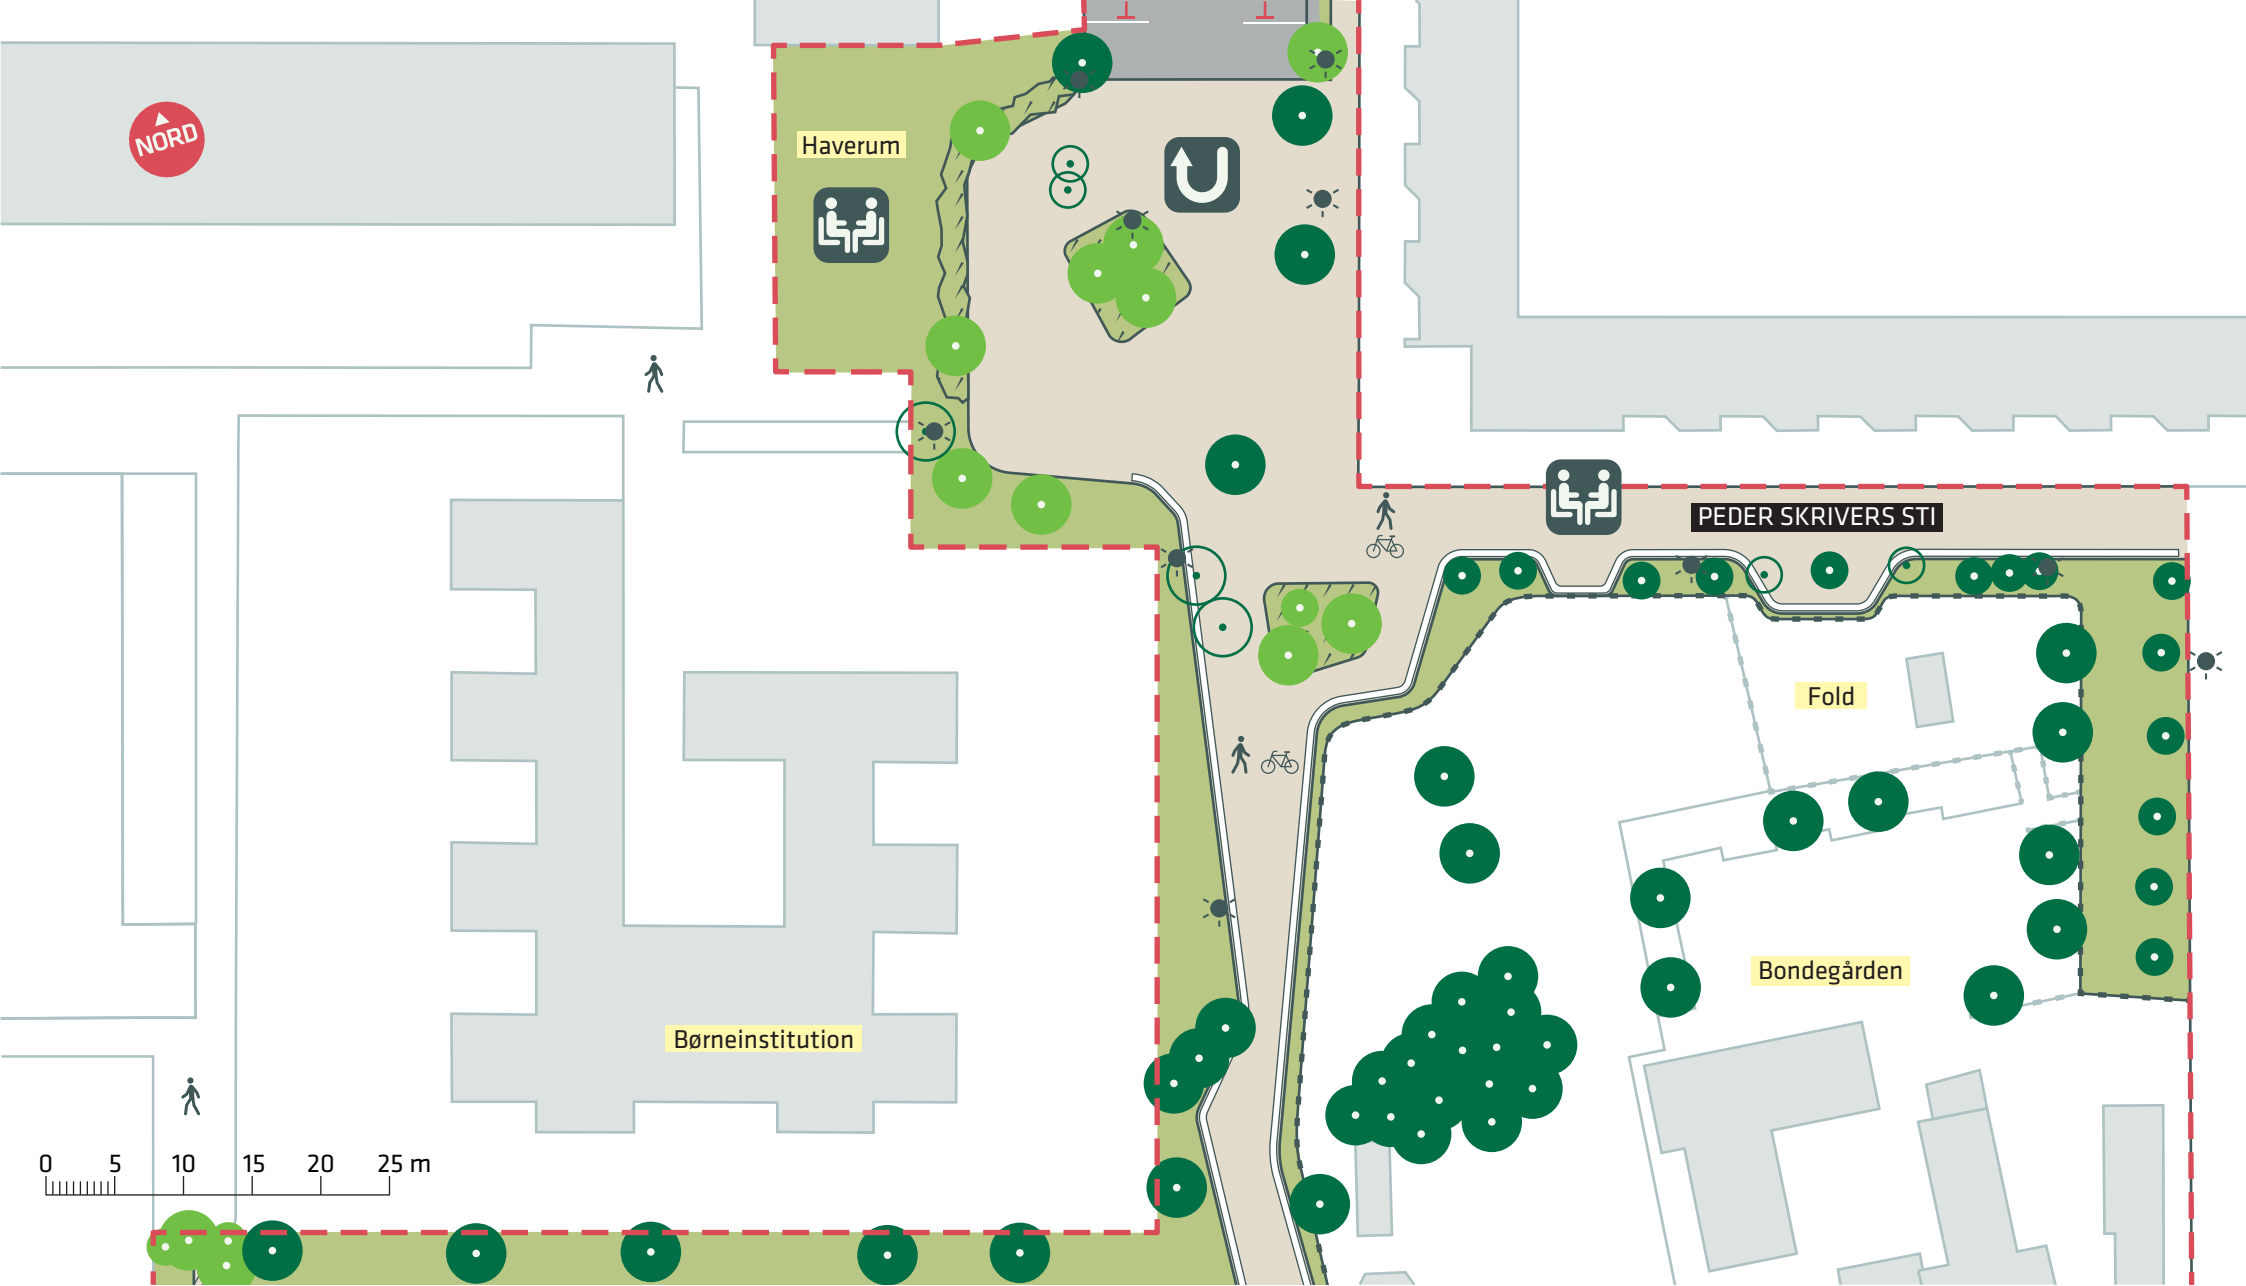 NORD
Haverum
PEDER SKRIVERS STI
Fold
Bondegården
Børneinstitution
0 5 10 15 20 25 m